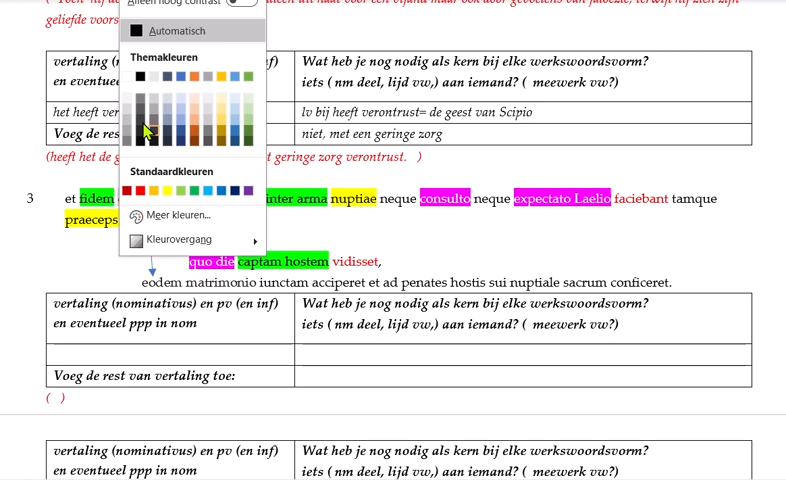 Alleen hoog contrast
geliefde voors
Automatisch
Themakleuren
Standaardkleuren
Meer kleuren...
Kleurovergang
vertaling (n f) Wat heb je nog nodig als kern bij elke werkswoordsvorm?
en eventuee iets ( nm deel, lijd vw,) aan iemand? ( meewerk vw?)
het heeft ver lv bij heeft verontrust= de geest van Scipio
Voeg de res niet, met een geringe zorg
(heeft het de g t geringe zorg verontrust. )
3 et fidem inter arma nuptiae neque consulto neque expectato Laelio faciebant tamque
praeceps
quo die captam hostem vidisset,
eodem matrimonio iunctam acciperet et ad penates hostis sui nuptiale sacrum conficeret.
vertaling (nominativus) en pv (en inf) Wat heb je nog nodig als kern bij elke werkswoordsvorm?
en eventueel ppp in nom iets ( nm deel, lijd vw,) aan iemand? ( meewerk vw?)
Voeg de rest van vertaling toe:
( )
vertaling (nominativus) en pv (en inf) Wat heb je nog nodig als kern bij elke werkswoordsvorm?
en eventueel ppp in nom iets ( nm deel, lijd vw,) aan iemand? ( meewerk vw?)